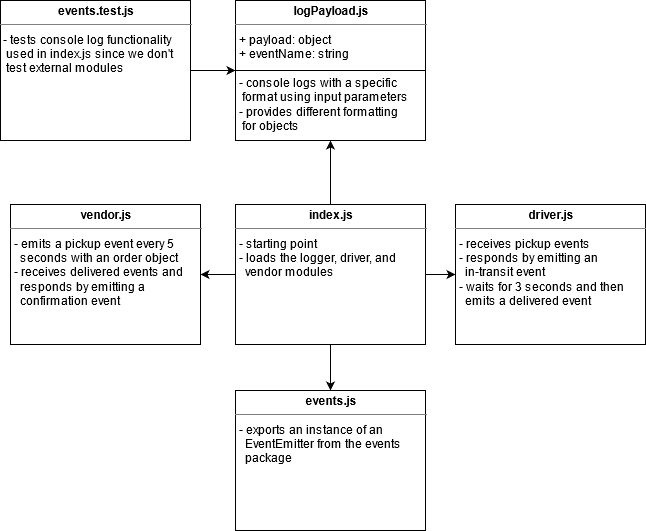 events.test.js
- tests console log functionality
used in index.js since we don't
test external modules
logPayload.js
+ payload: object
+ eventName: string
- console logs with a specific
format using input parameters
- provides different formatting
for objects
vendor.js
- emits a pickup event every 5
seconds with an order object
- receives delivered events and
responds by emitting a
confirmation event
index.js
- starting point
- loads the logger, driver, and
vendor modules
driver.js
- receives pickup events
- responds by emitting an
in-transit event
- waits for 3 seconds and then
emits a delivered event
events.js
- exports an instance of an
EventEmitter from the events
package